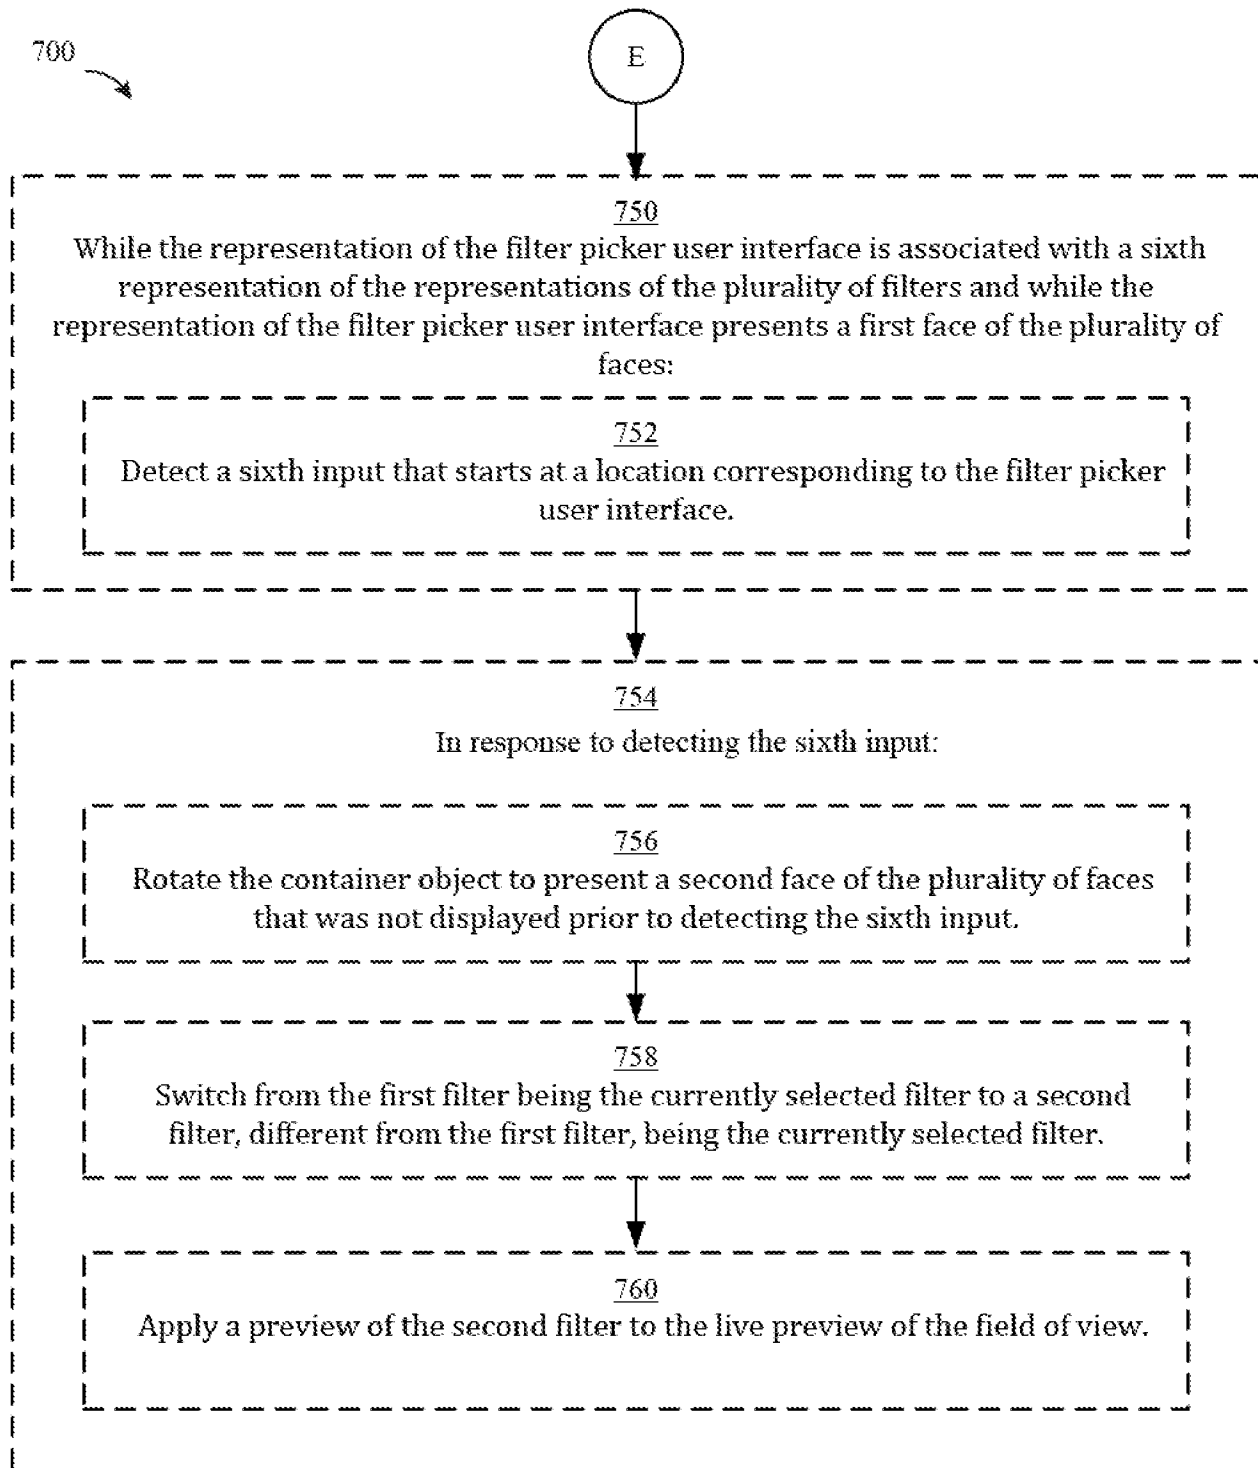 E
700
750
While the representation of the filter picker user interface is associated with a sixth
representation of the representations of the plurality of filters and while the
representation of the filter picker user interface presents a first face of the plurality of
faces:
752
Detect a sixth input that starts at a location corresponding to the filter picker
user interface.
754
In response to detecting the sixth input:
756
Rotate the container object to present a second face of the plurality of faces
that was not displayed prior to detecting the sixth input.
758
Switch from the first filter being the currently selected filter to a second
filter, different from the first filter, being the currently selected filter.
760
Apply a preview of the second filter to the live preview of the field of view.